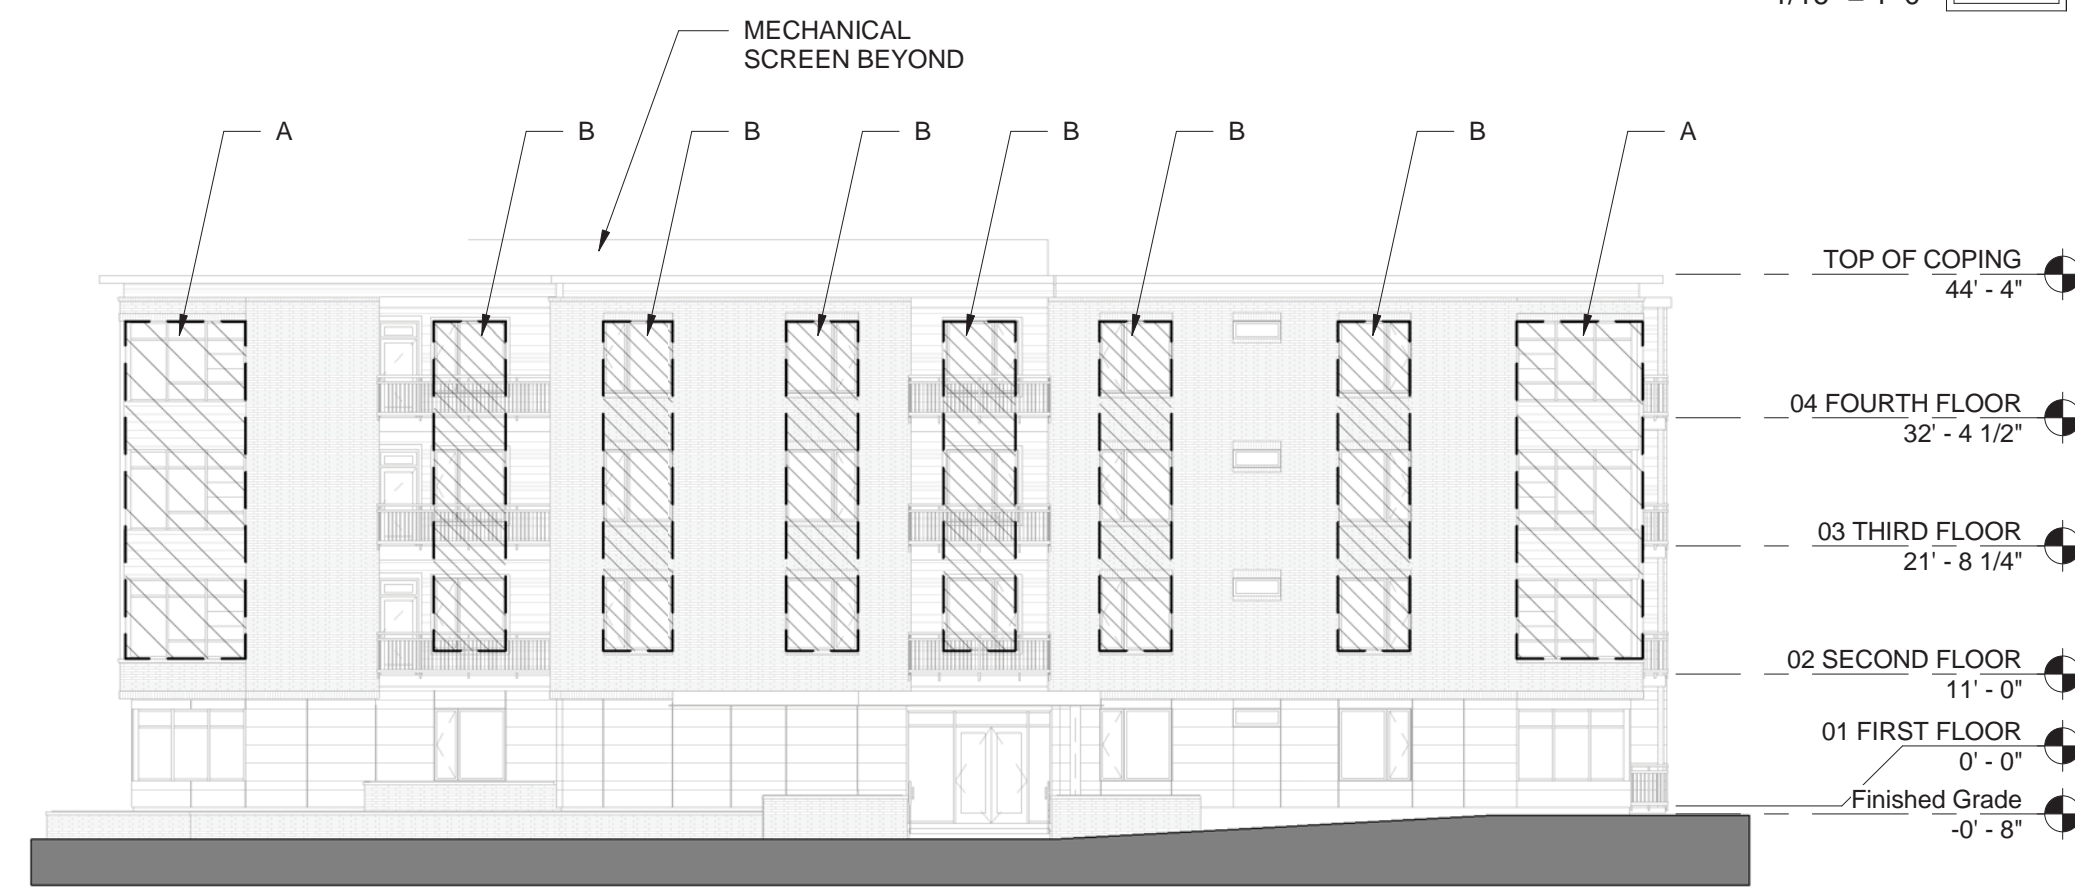 MECHANICAL
SCREEN BEYOND
A B B B B B B A
TOP OF COPING
44' - 4"
04 FOURTH FLOOR
32' - 4 1/2"
03 THIRD FLOOR
21' - 8 1/4"
02 SECOND FLOOR
11' - 0"
01 FIRST FLOOR
0' - 0"
Finished Grade
-0' - 8"